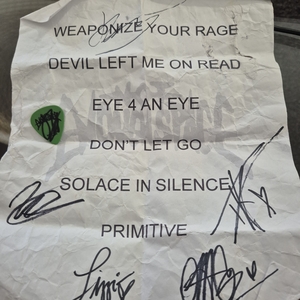 WEAPONIZE YOUR RAGE
DEVIL LEFT ME ON READ
EYE 4 AN EYE
DON'T LET GO
SOLACE IN SILENCE
PRIMITIVE